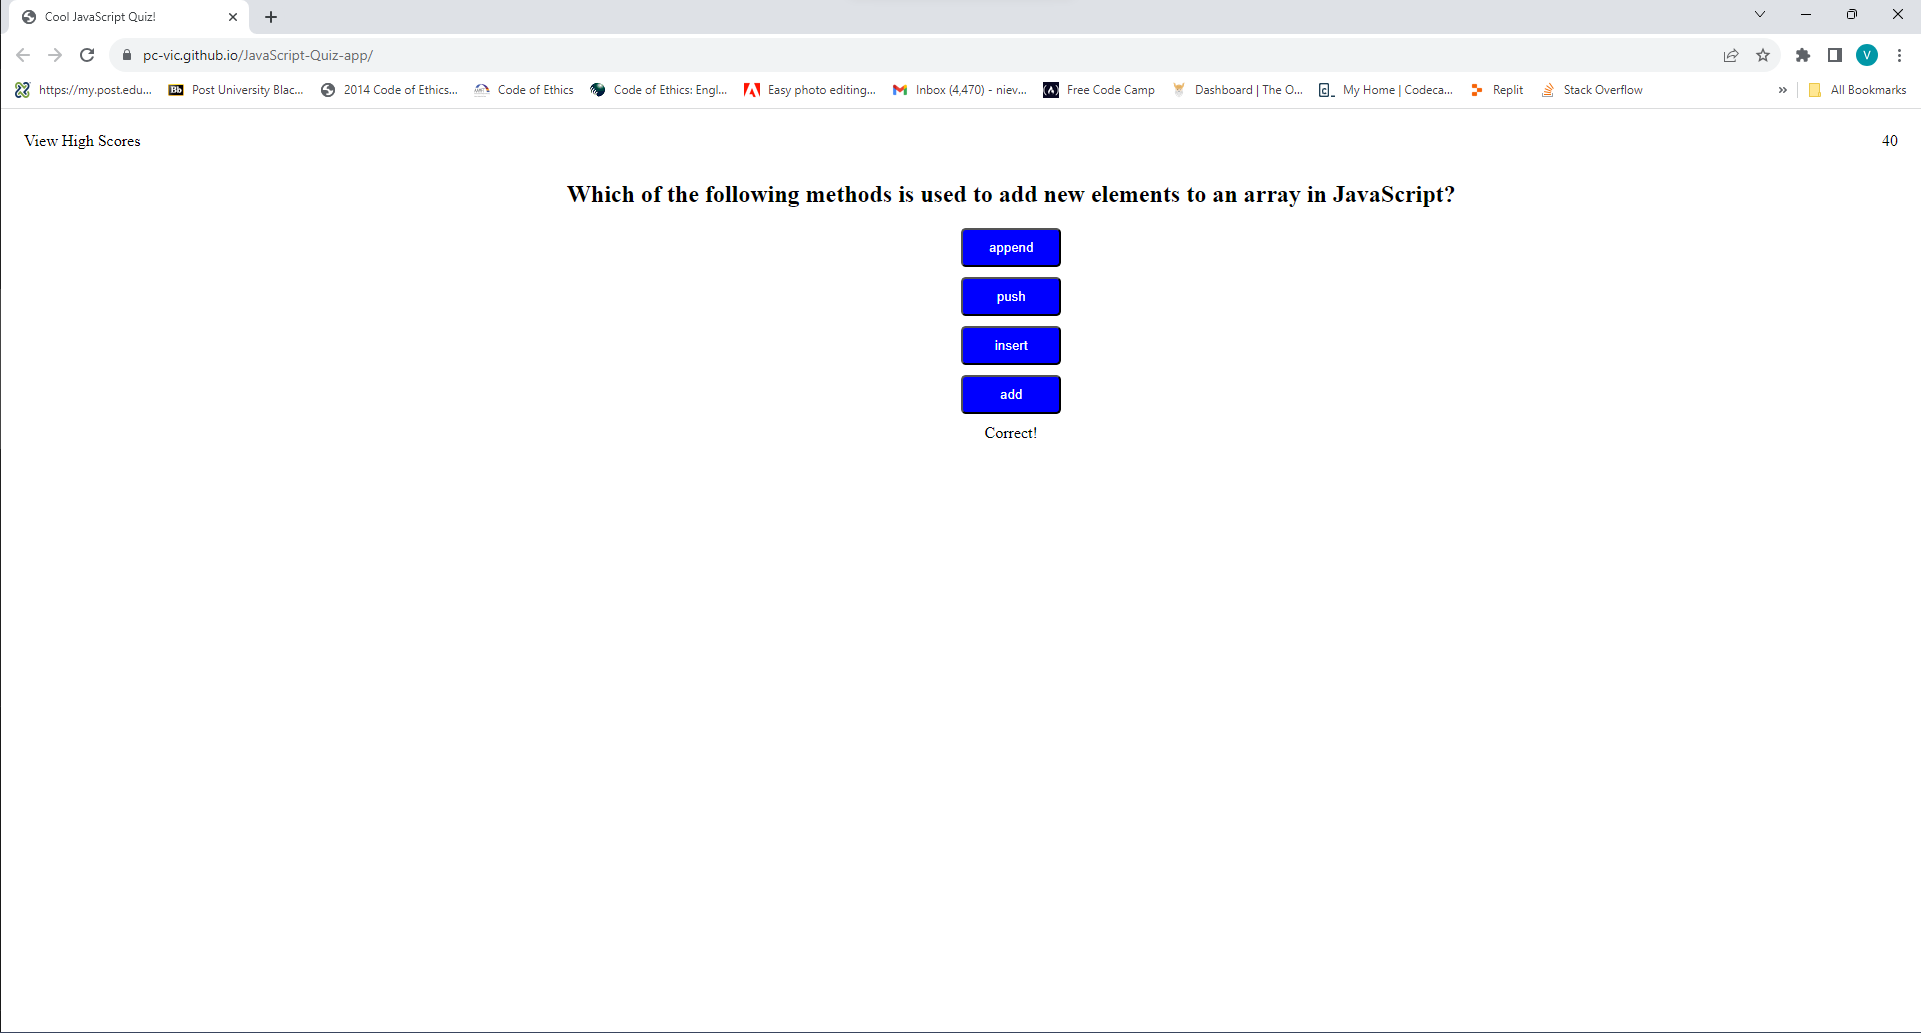 Cool JavaScript Quiz!
pc-vic.github.io/JavaScript-Quiz-app/
V
https://my.post.edu... Bb Post University Blac... 2014 Code of Ethics... Code of Ethics Code of Ethics: Engl... Easy photo editing... Inbox (4,470) - niev... Free Code Camp Dashboard | The O... My Home | Codeca... Replit Stack Overflow » All Bookmarks
View High Scores 40
Which of the following methods is used to add new elements to an array in JavaScript?
append
push
insert
add
Correct!